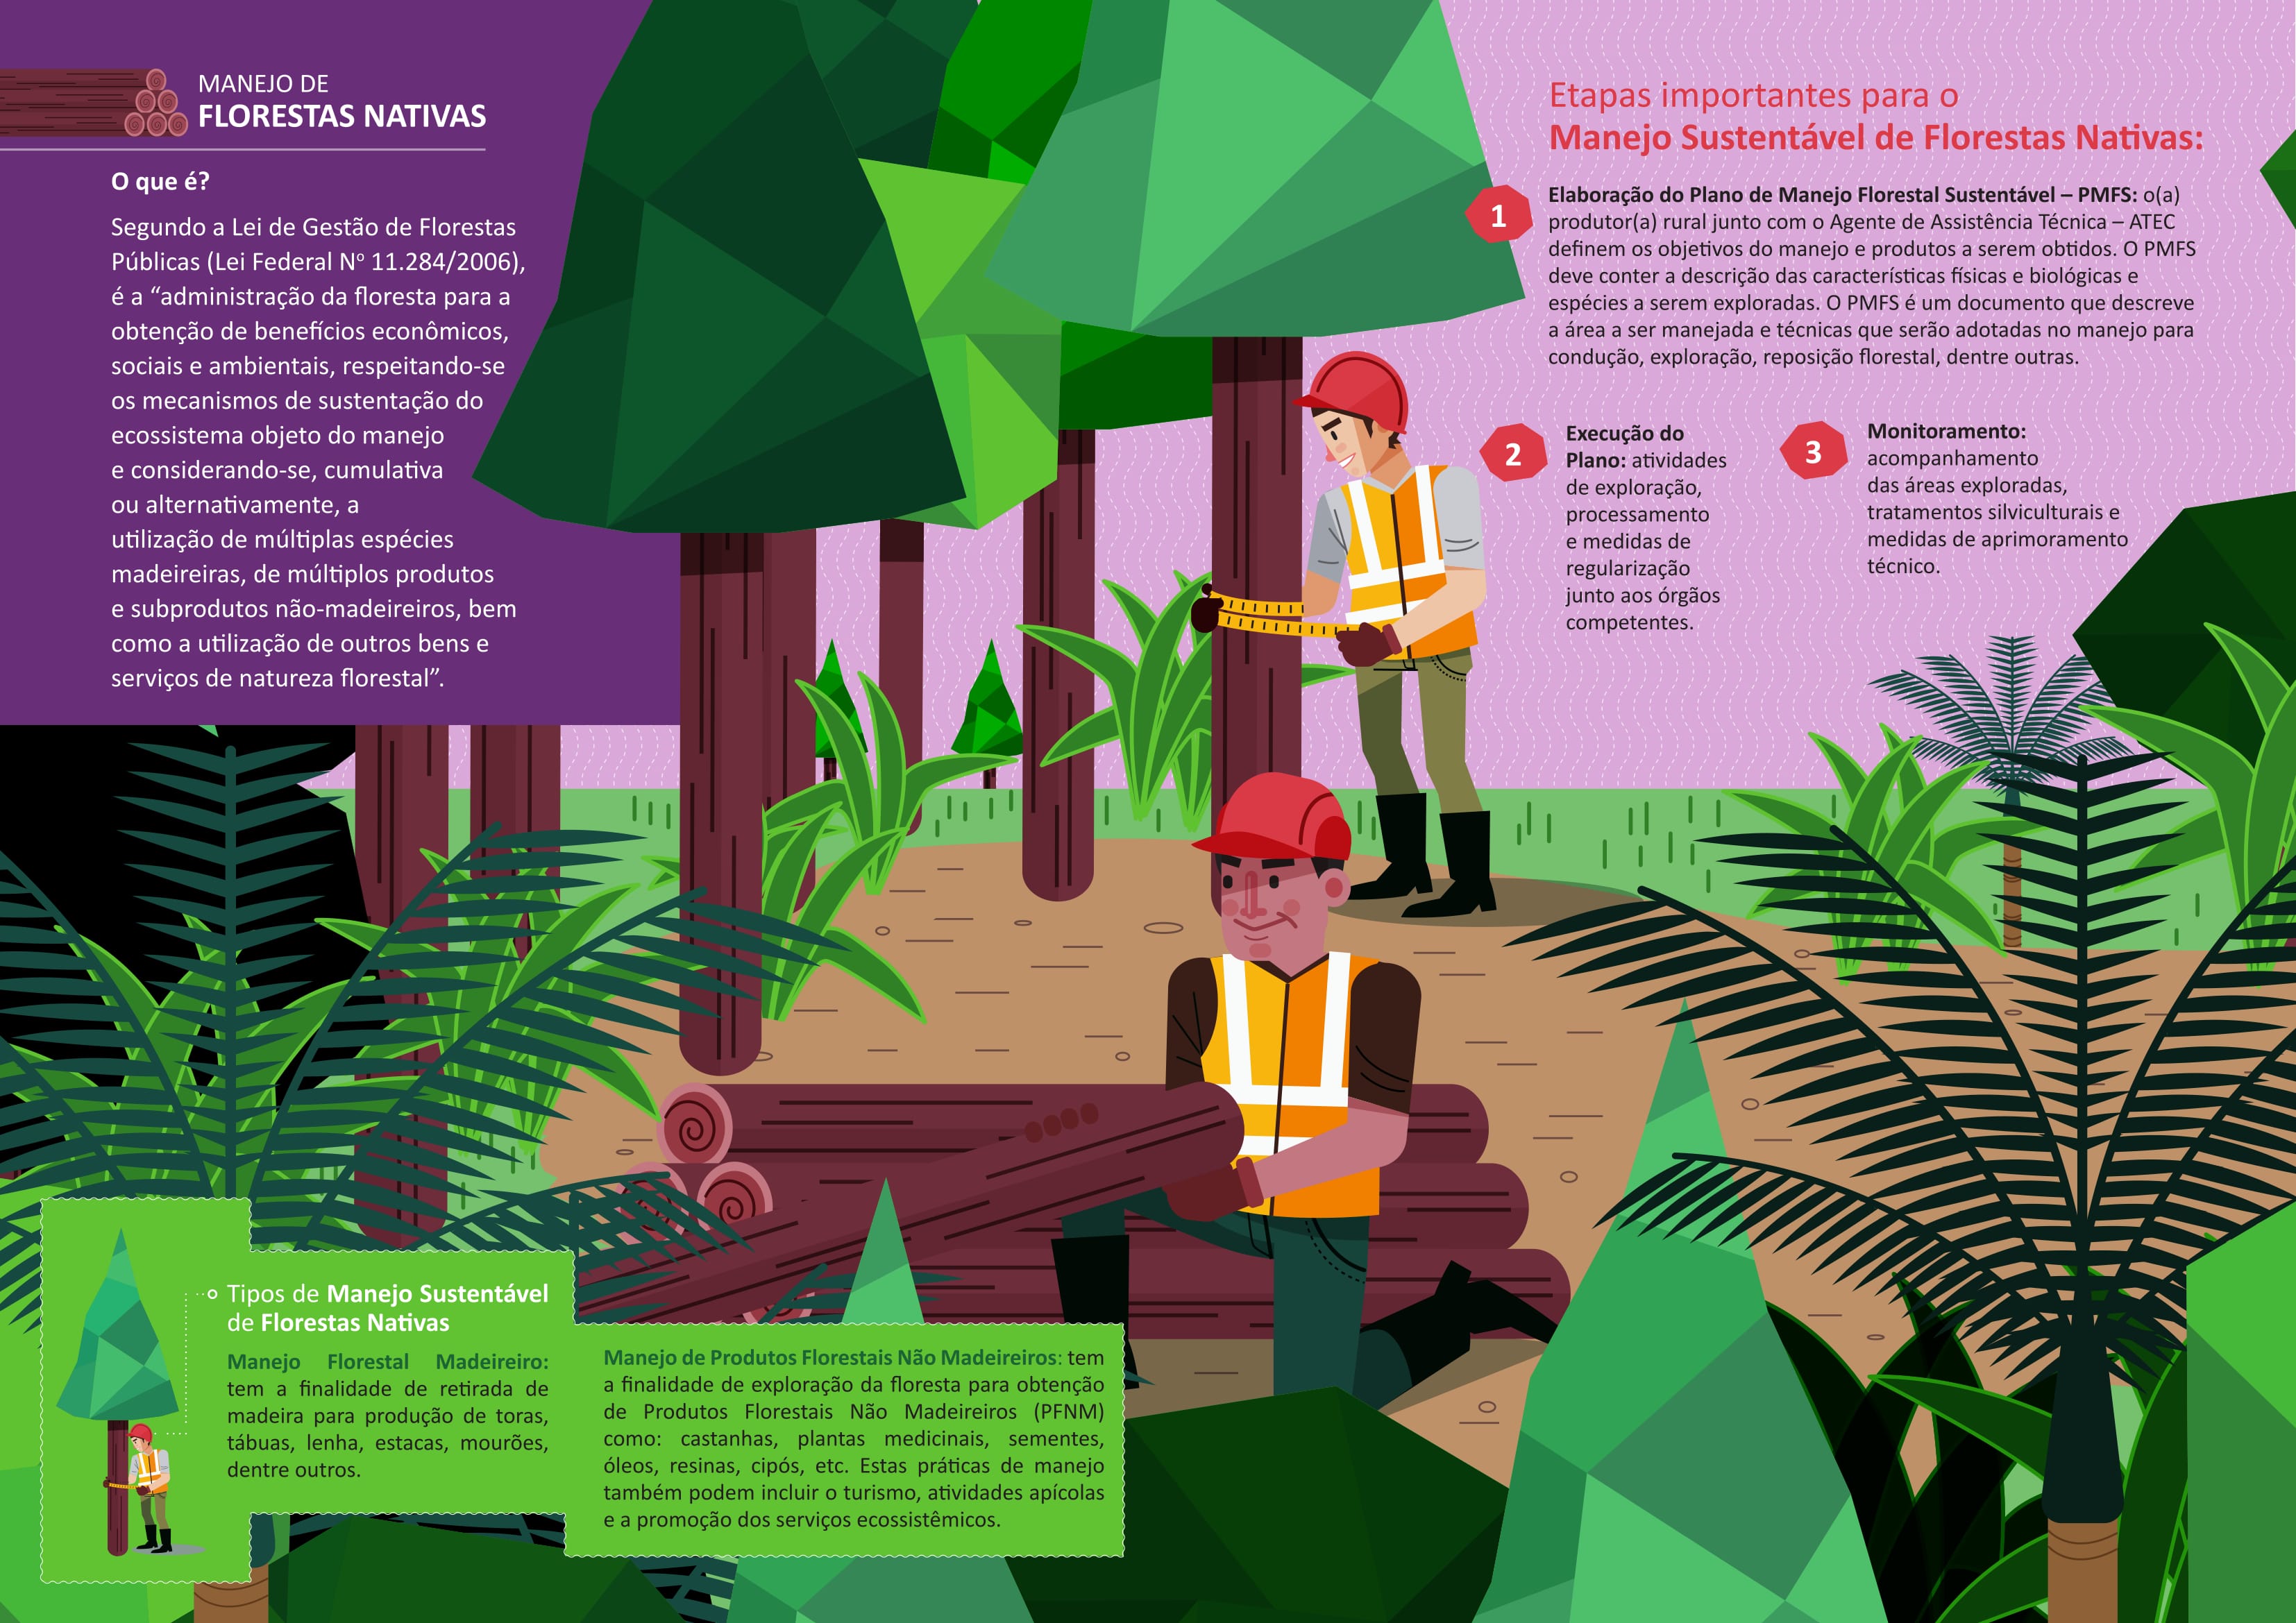 MANEJO DE
FLORESTAS NATIVAS
O que é?
Segundo a Lei de Gestão de Florestas
Públicas (Lei Federal Nº 11.284/2006),
é a “administração da floresta para a
obtenção de benefícios econômicos,
sociais e ambientais, respeitando-se
os mecanismos de sustentação do
ecossistema objeto do manejo
e considerando-se, cumulativa
ou alternativamente, a
utilização de múltiplas espécies
madeireiras, de múltiplos produtos
e subprodutos não-madeireiros, bem
como a utilização de outros bens e
serviços de natureza florestal”.
Etapas importantes para o
Manejo Sustentável de Florestas Nativas:
1
Elaboração do Plano de Manejo Florestal Sustentável – PMFS: o(a)
produtor(a) rural junto com o Agente de Assistência Técnica – ATEC
definem os objetivos do manejo e produtos a serem obtidos. O PMFS
deve conter a descrição das características físicas e biológicas e
espécies a serem exploradas. O PMFS é um documento que descreve
a área a ser manejada e técnicas que serão adotadas no manejo para
condução, exploração, reposição florestal, dentre outras.
2
Execução do
Plano: atividades
de exploração,
processamento
e medidas de
regularização
junto aos órgãos
competentes.
3
Monitoramento:
acompanhamento
das áreas exploradas,
tratamentos silviculturais e
medidas de aprimoramento
técnico.
Tipos de Manejo Sustentável
de Florestas Nativas
Manejo Florestal Madeireiro:
tem a finalidade de retirada de
madeira para produção de toras,
tábuas, lenha, estacas, mourões,
dentre outros.
Manejo de Produtos Florestais Não Madeireiros: tem
a finalidade de exploração da floresta para obtenção
de Produtos Florestais Não Madeireiros (PFNM)
como: castanhas, plantas medicinais, sementes,
óleos, resinas, cipós, etc. Estas práticas de manejo
também podem incluir o turismo, atividades apícolas
e a promoção dos serviços ecossistêmicos.